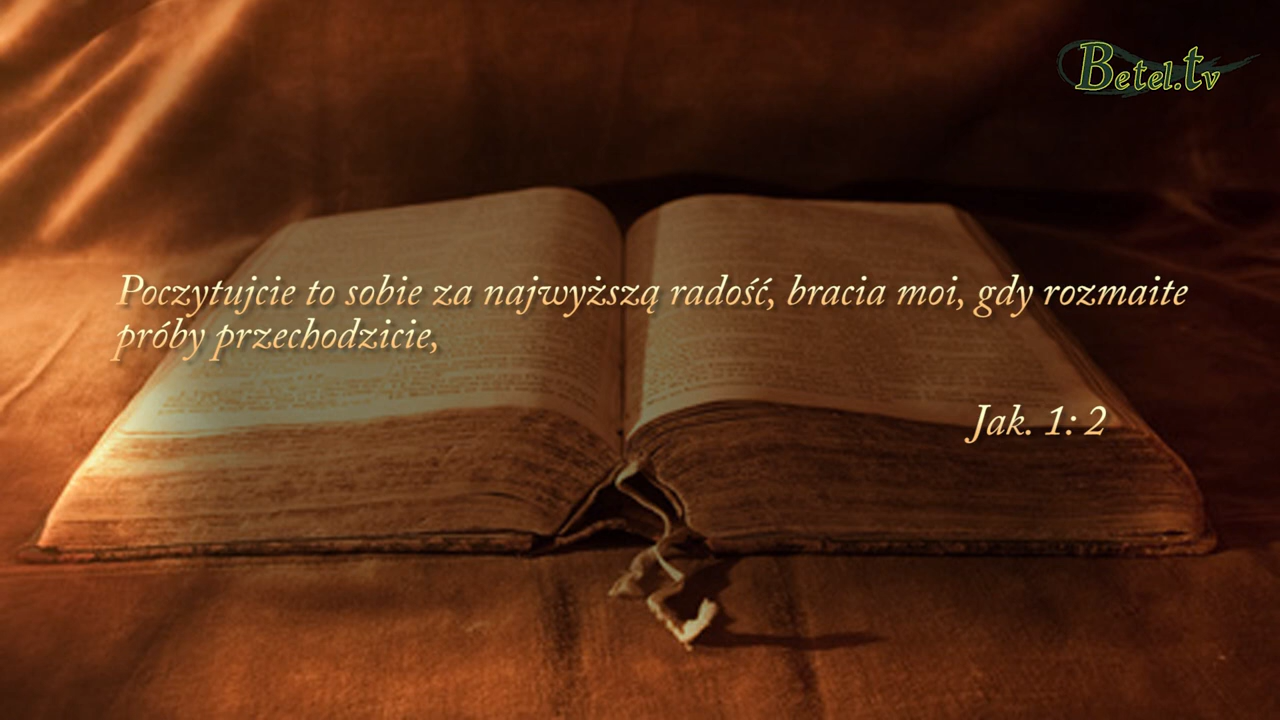 Betel.tv
Poczytujcie to sobie za najwyższą radość, bracia moi, gdy rozmaite
próby przechodzicie,
Jak. 1: 2